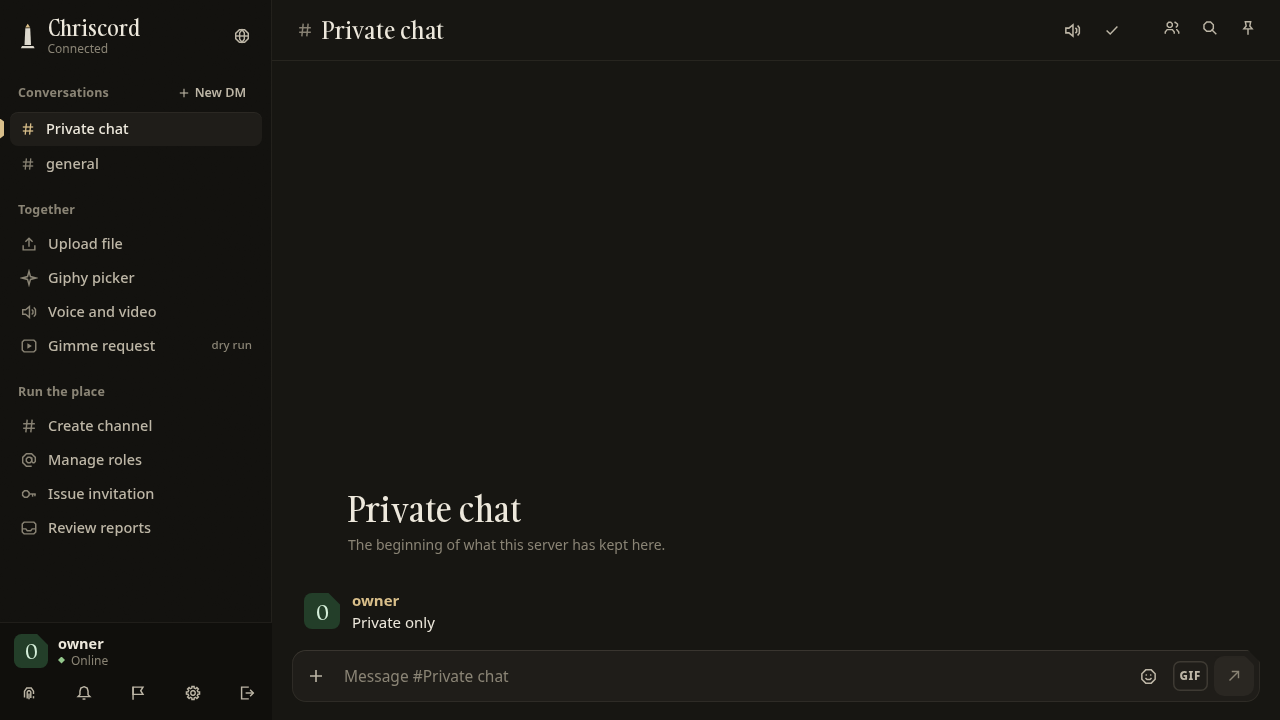 Chriscord
Connected
Conversations
+ New DM
# Private chat
# general
Together
Upload file
Giphy picker
Voice and video
Gimme request
dry run
Run the place
Create channel
Manage roles
Issue invitation
Review reports
O
owner
Online
# Private chat
Private chat
The beginning of what this server has kept here.
O
owner
Private only
Message #Private chat
GIF